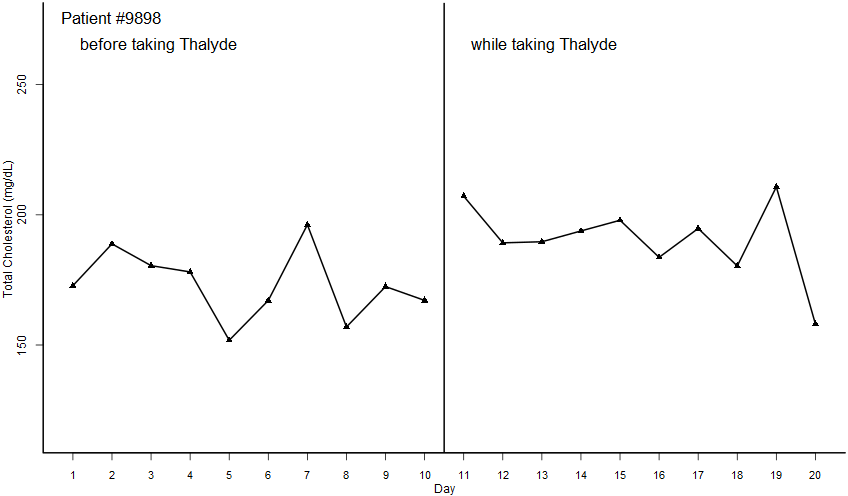 Patient #9898
before taking Thalyde
while taking Thalyde
Total Cholesterol (mg/dL)
250
200
150
1 2 3 4 5 6 7 8 9 10 11 12 13 14 15 16 17 18 19 20
Day